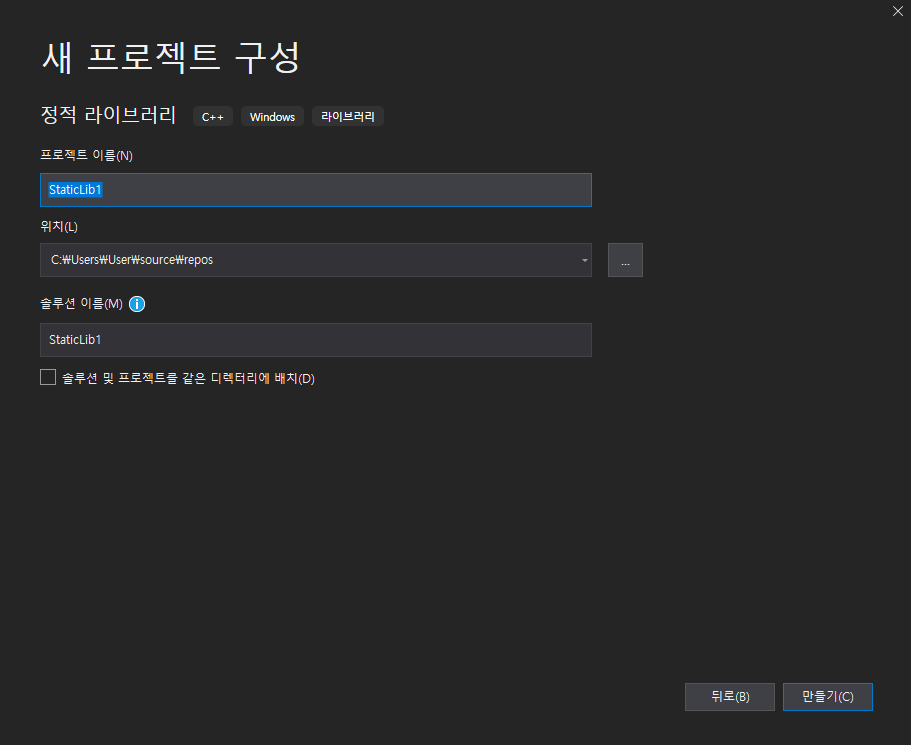 새 프로젝트 구성
정적 라이브러리 C++ Windows 라이브러리
프로젝트 이름(N)
StaticLib1
위치(L)
C:₩Users₩User₩source₩repos ...
솔루션 이름(M) i
StaticLib1
솔루션 및 프로젝트를 같은 디렉터리에 배치(D)
뒤로(B) 만들기(C)